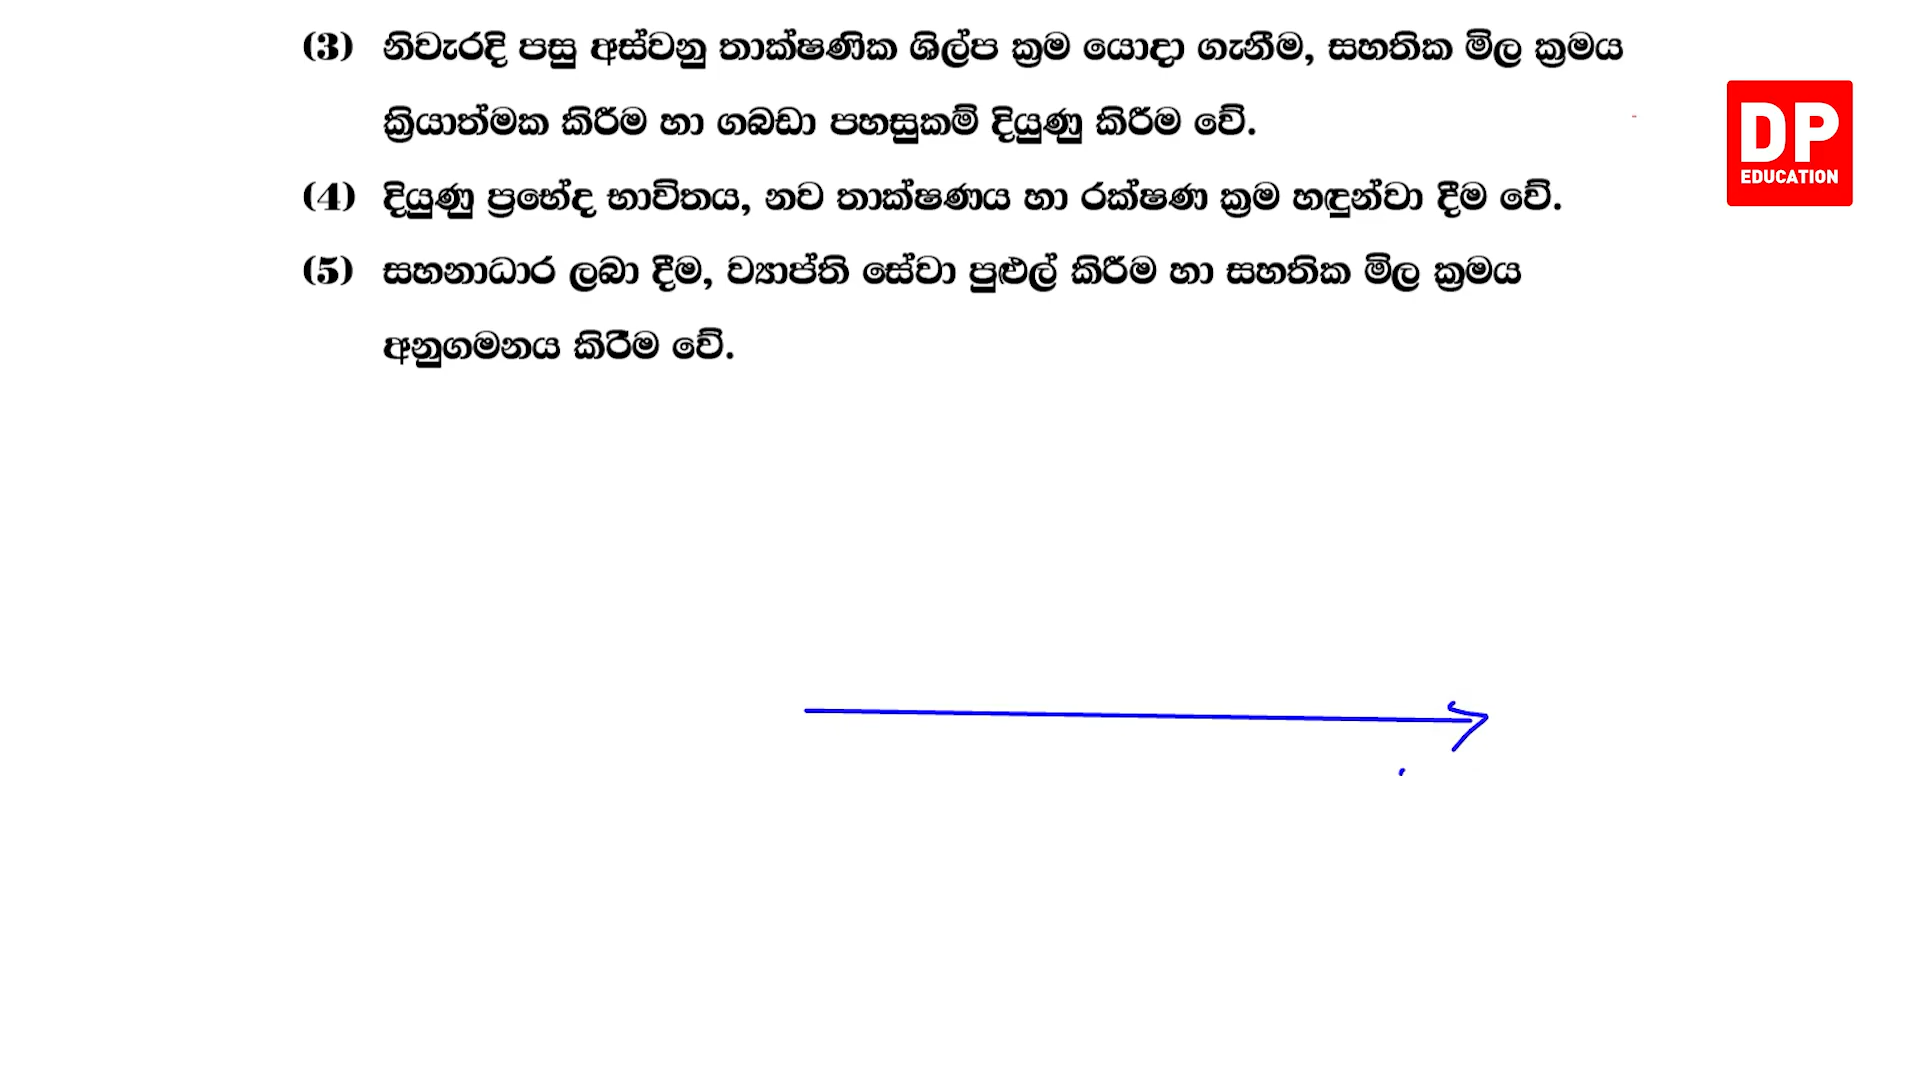 (3) නිවැරදි පසු අස්වනු තාක්ෂණික ශිල්ප ක්‍රම යොදා ගැනීම, සහතික මිල ක්‍රමය
ක්‍රියාත්මක කිරීම හා ගබඩා පහසුකම් දියුණු කිරීම වේ.
(4) දියුණු ප්‍රභේද භාවිතය, නව තාක්ෂණය හා රක්ෂණ ක්‍රම හඳුන්වා දීම වේ.
(5) සහනාධාර ලබා දීම, ව්‍යාප්ති සේවා පුළුල් කිරීම හා සහතික මිල ක්‍රමය
අනුගමනය කිරීම වේ.
DP
EDUCATION